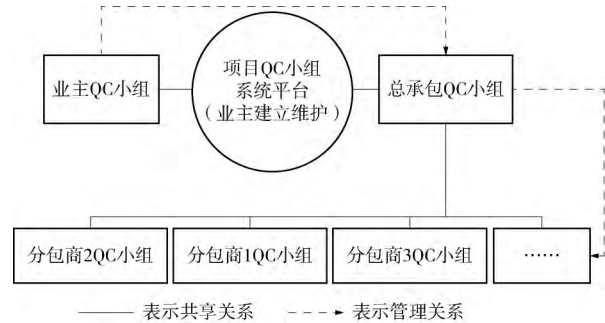 项目QC小组
系统平台
（业主建立维护）
业主QC小组
总承包QC小组
分包商2QC小组
分包商1QC小组
分包商3QC小组
……
表示共享关系
表示管理关系